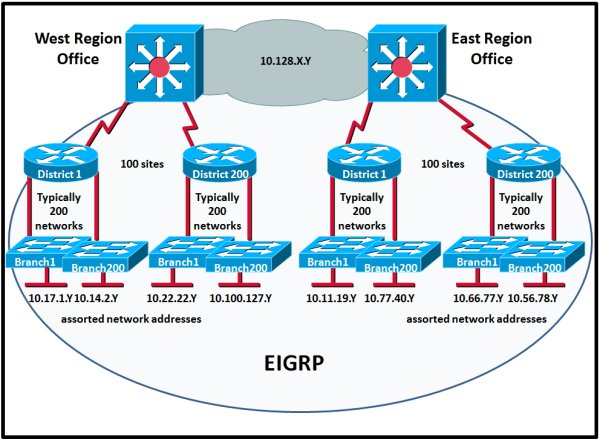 West Region
Office
East Region
Office
10.128.X.Y
District 1
100 sites
District 200
District 1
100 sites
District 200
Typically
200
networks
Typically
200
networks
Typically
200
networks
Typically
200
networks
Branch1
Branch200
Branch1
Branch200
Branch1
Branch200
Branch1
Branch200
10.17.1.Y
10.14.2.Y
10.22.22.Y
10.100.127.Y
10.11.19.Y
10.77.40.Y
10.66.77.Y
10.56.78.Y
assorted network addresses
assorted network addresses
EIGRP